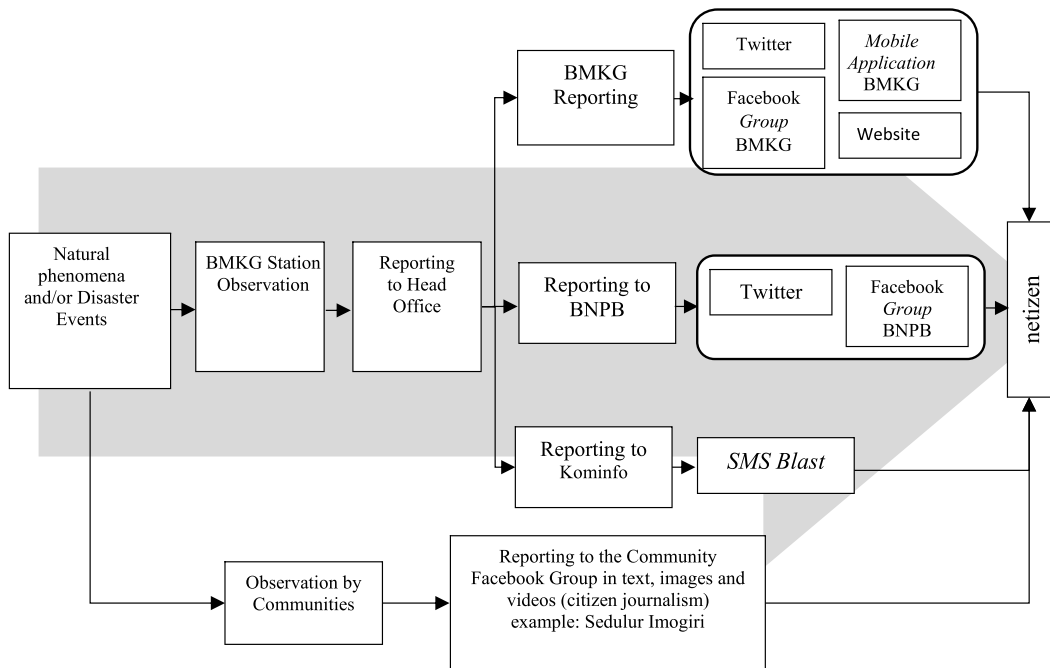 BMKG
Reporting
Twitter
Facebook
Group
BMKG
Mobile
Application
BMKG
Website
Natural
phenomena
and/or Disaster
Events
BMKG Station
Observation
Reporting
to Head
Office
Reporting to
BNPB
Twitter
Facebook
Group
BNPB
netizen
Reporting to
Kominfo
SMS Blast
Observation by
Communities
Reporting to the Community
Facebook Group in text, images and
videos (citizen journalism)
example: Sedulur Imogiri